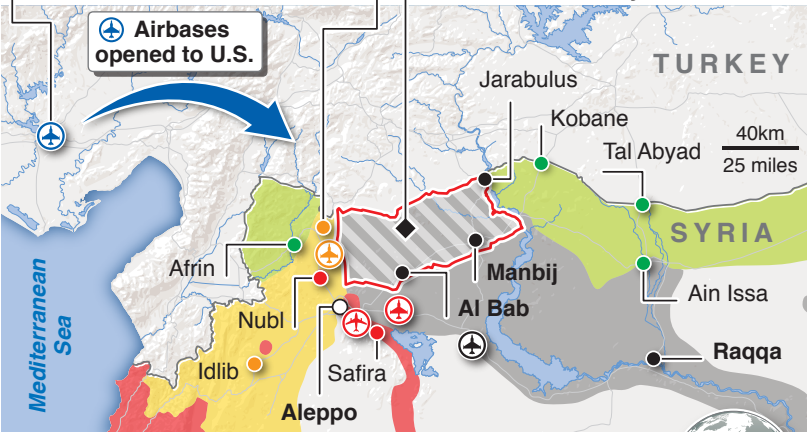 Airbases
opened to U.S.
TURKEY
Jarabulus
Kobane
40km
Tal Abyad
25 miles
SYRIA
Afrin
Manbij
Mediterranean
Sea
Ain Issa
Al Bab
Nubl
Raqqa
Idlib
Safira
Aleppo